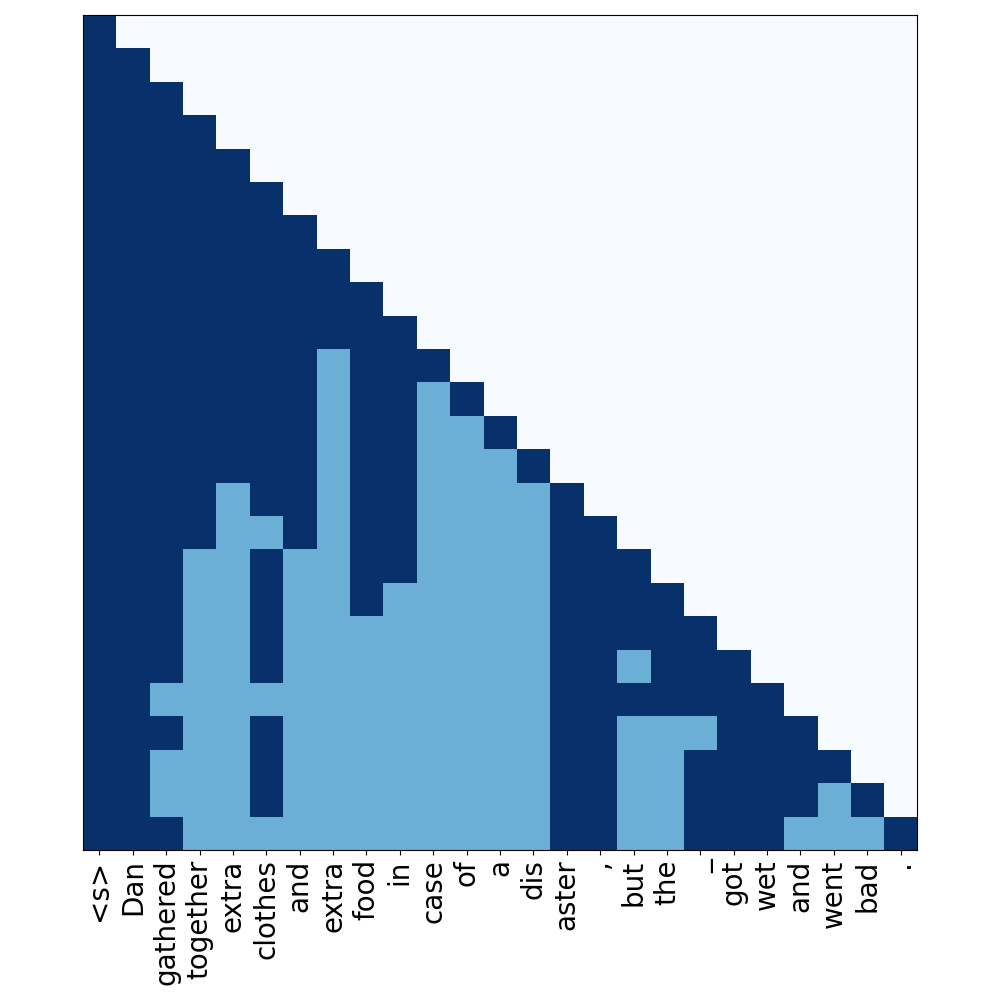 <s> Dan gathered together extra clothes and extra food in case of a dis aster , but the _ got wet and went bad .